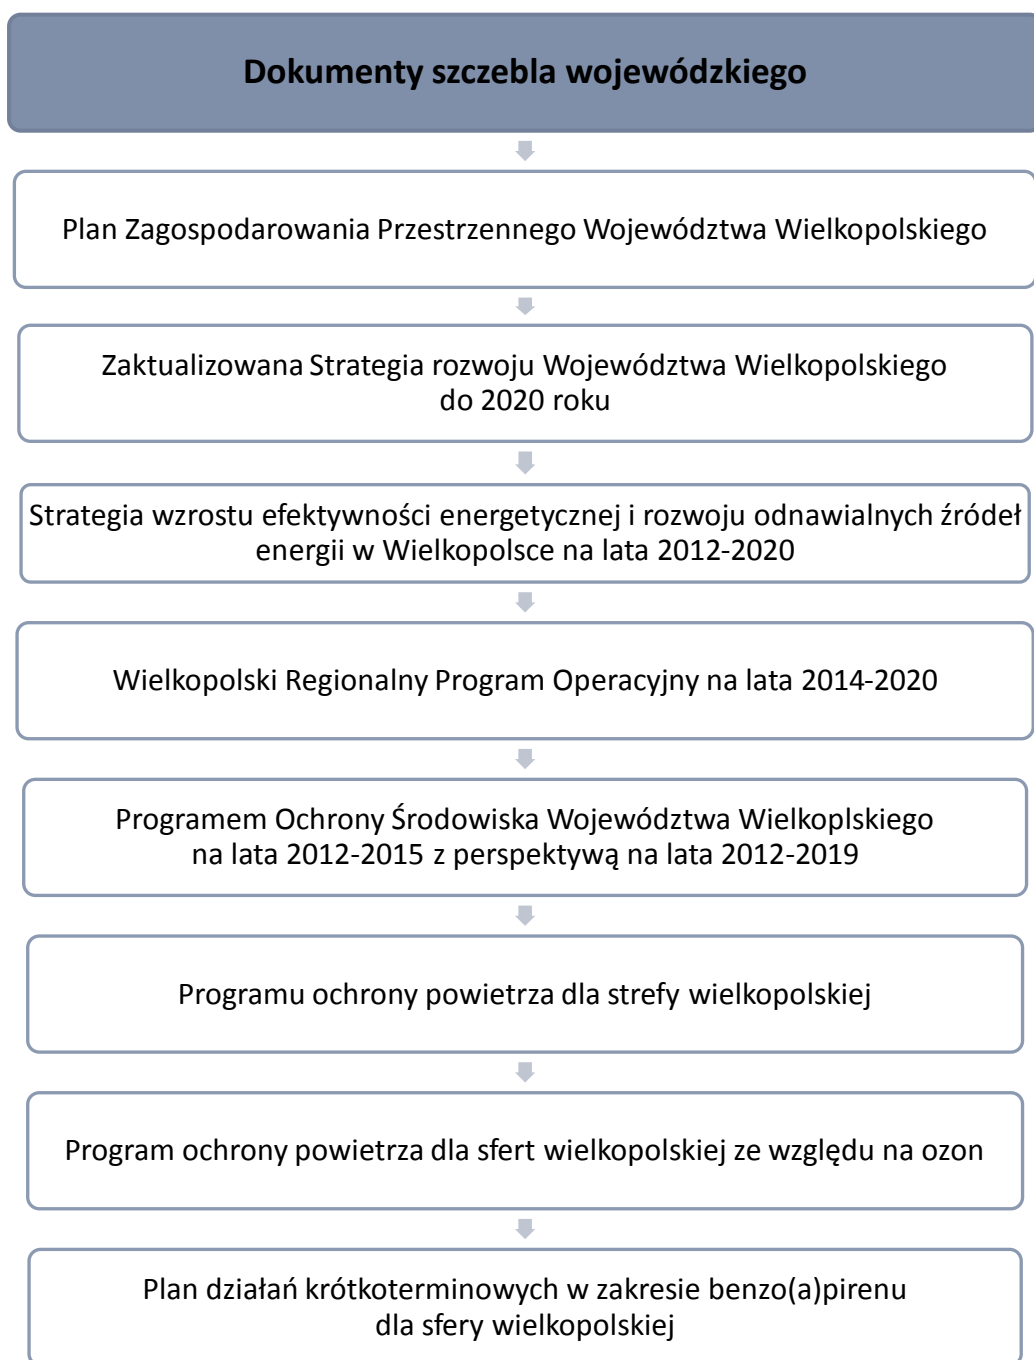 Dokumenty szczebla wojewódzkiego
Plan Zagospodarowania Przestrzennego Województwa Wielkopolskiego
Zaktualizowana Strategia rozwoju Województwa Wielkopolskiego
do 2020 roku
Strategia wzrostu efektywności energetycznej i rozwoju odnawialnych źródeł
energii w Wielkopolsce na lata 2012-2020
Wielkopolski Regionalny Program Operacyjny na lata 2014-2020
Programem Ochrony Środowiska Województwa Wielkoplskiego
na lata 2012-2015 z perspektywą na lata 2012-2019
Programu ochrony powietrza dla strefy wielkopolskiej
Program ochrony powietrza dla sfert wielkopolskiej ze względu na ozon
Plan działań krótkoterminowych w zakresie benzo(a)pirenu
dla sfery wielkopolskiej